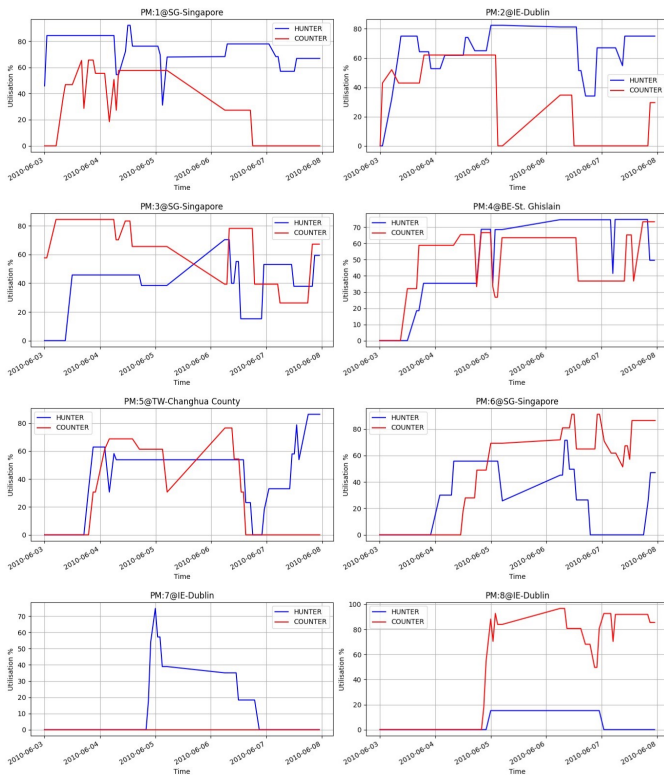 PM:1@SG-Singapore
Utilisation %
80
60
40
20
0
HUNTER
COUNTER
2010-06-03
2010-06-04
2010-06-05
2010-06-06
2010-06-07
2010-06-08
Time
PM:2@IE-Dublin
Utilisation %
80
60
40
20
0
HUNTER
COUNTER
2010-06-03
2010-06-04
2010-06-05
2010-06-06
2010-06-07
2010-06-08
Time
PM:3@SG-Singapore
Utilisation %
80
60
40
20
0
HUNTER
COUNTER
2010-06-03
2010-06-04
2010-06-05
2010-06-06
2010-06-07
2010-06-08
Time
PM:4@BE-St. Ghislain
Utilisation %
70
60
50
40
30
20
10
0
HUNTER
COUNTER
2010-06-03
2010-06-04
2010-06-05
2010-06-06
2010-06-07
2010-06-08
Time
PM:5@TW-Changhua County
Utilisation %
80
60
40
20
0
HUNTER
COUNTER
2010-06-03
2010-06-04
2010-06-05
2010-06-06
2010-06-07
2010-06-08
Time
PM:6@SG-Singapore
Utilisation %
80
60
40
20
0
HUNTER
COUNTER
2010-06-03
2010-06-04
2010-06-05
2010-06-06
2010-06-07
2010-06-08
Time
PM:7@IE-Dublin
Utilisation %
70
60
50
40
30
20
10
0
HUNTER
COUNTER
2010-06-03
2010-06-04
2010-06-05
2010-06-06
2010-06-07
2010-06-08
Time
PM:8@IE-Dublin
Utilisation %
100
80
60
40
20
0
HUNTER
COUNTER
2010-06-03
2010-06-04
2010-06-05
2010-06-06
2010-06-07
2010-06-08
Time